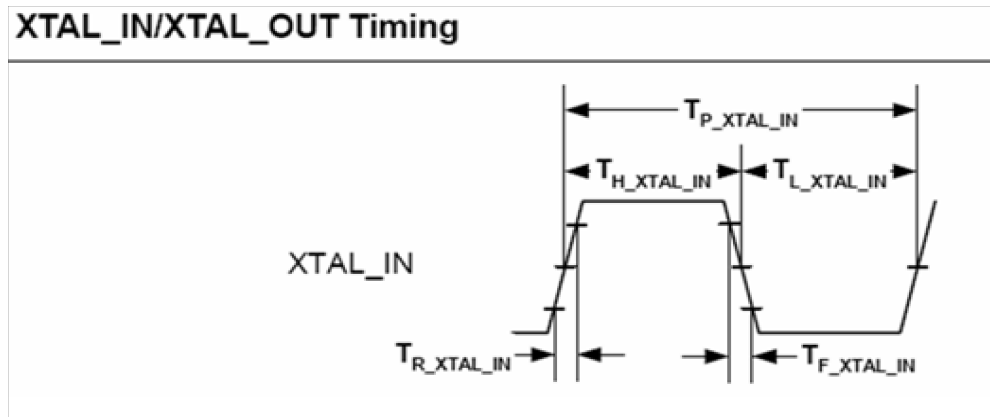 XTAL_IN/XTAL_OUT Timing
TP_XTAL_IN
TH_XTAL_IN TL_XTAL_IN
XTAL_IN
TR_XTAL_IN TF_XTAL_IN